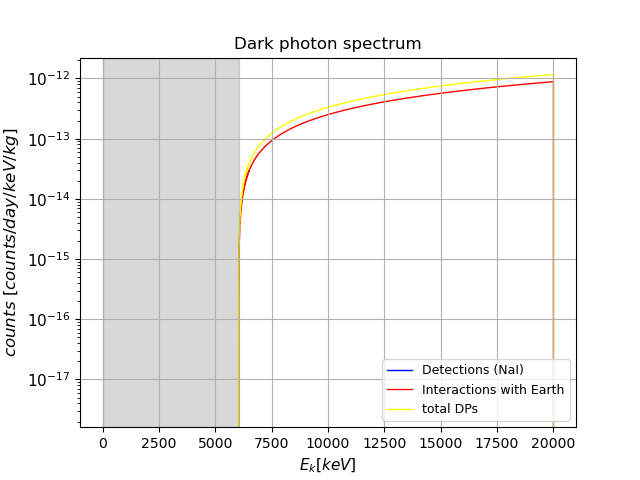 Dark photon spectrum
counts [counts/day/keV/kg]
10⁻¹²
10⁻¹³
10⁻¹⁴
10⁻¹⁵
10⁻¹⁶
10⁻¹⁷
Detections (NaI)
Interactions with Earth
total DPs
0 2500 5000 7500 10000 12500 15000 17500 20000
Eₖ[keV]